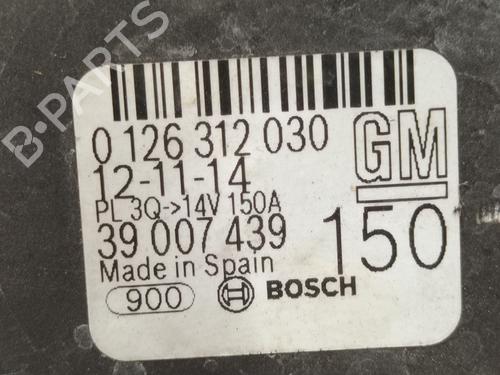 B-PARTS
0 126 312 030
GM
12-11-14
PL 3Q->14V 150A
39 007 439
150
Made in Spain
900
BOSCH